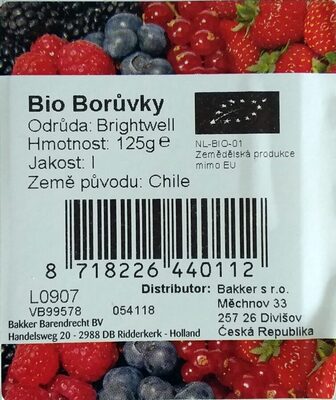 Bio Borůvky
Odrůda: Brightwell
Hmotnost: 125g℮
Jakost: I
Země původu: Chile
NL-BIO-01
Zemědělská produkce
mimo EU
8 718226 440112
L0907
VB99578 054118
Bakker Barendrecht BV
Handelsweg 20 - 2988 DB Ridderkerk - Holland
Distributor: Bakker s r.o.
Měchnov 33
257 26 Divišov
Česká Republika